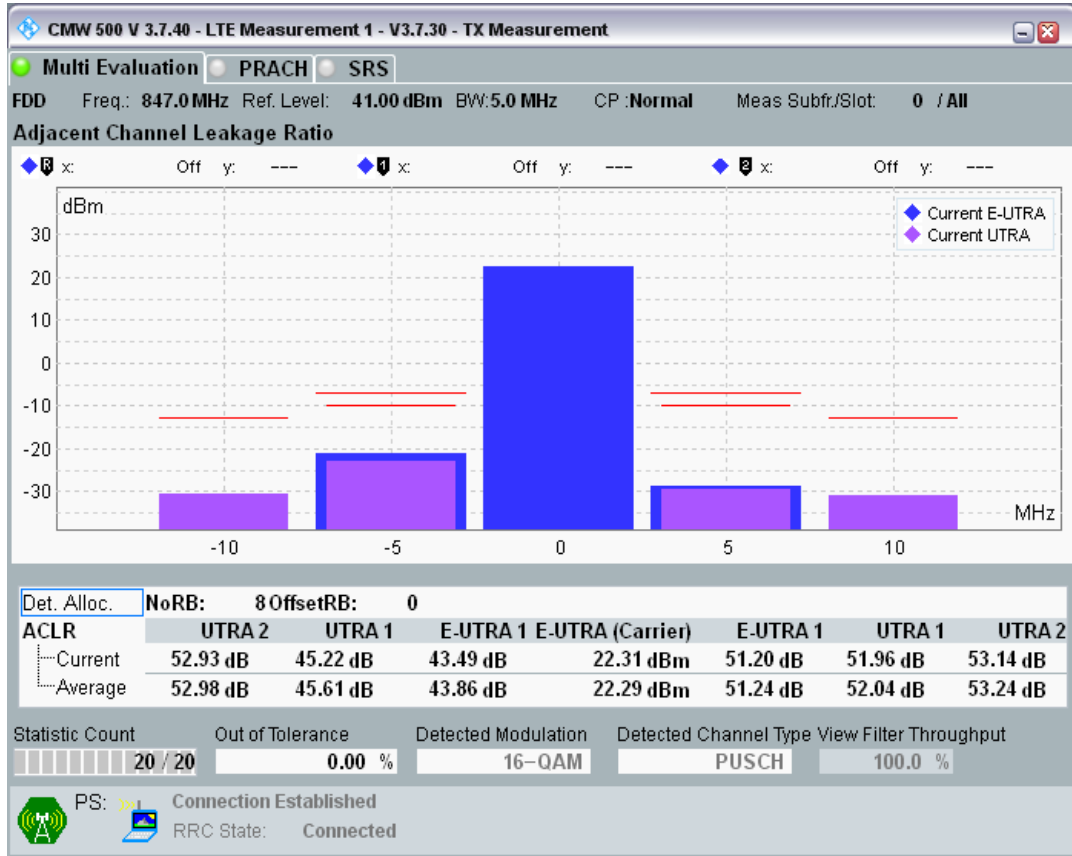 CMW 500 V 3.7.40 - LTE Measurement 1 - V3.7.30 - TX Measurement
Multi Evaluation PRACH SRS
FDD Freq.: 847.0 MHz Ref. Level: 41.00 dBm BW: 5.0 MHz CP : Normal Meas Subfr./Slot: 0 / All
Adjacent Channel Leakage Ratio
R x: Off y: --- 1 x: Off y: --- 2 x: Off y: ---
dBm
Current E-UTRA
Current UTRA
30
20
10
0
-10
-20
-30
MHz
-10 -5 0 5 10
Det. Alloc. NoRB: 8 OffsetRB: 0
ACLR UTRA 2 UTRA 1 E-UTRA 1 E-UTRA (Carrier) E-UTRA 1 UTRA 1 UTRA 2
Current 52.93 dB 45.22 dB 43.49 dB 22.31 dBm 51.20 dB 51.96 dB 53.14 dB
Average 52.98 dB 45.61 dB 43.86 dB 22.29 dBm 51.24 dB 52.04 dB 53.24 dB
Statistic Count Out of Tolerance Detected Modulation Detected Channel Type View Filter Throughput
20 / 20 0.00 % 16-QAM PUSCH 100.0 %
PS: Connection Established
RRC State: Connected